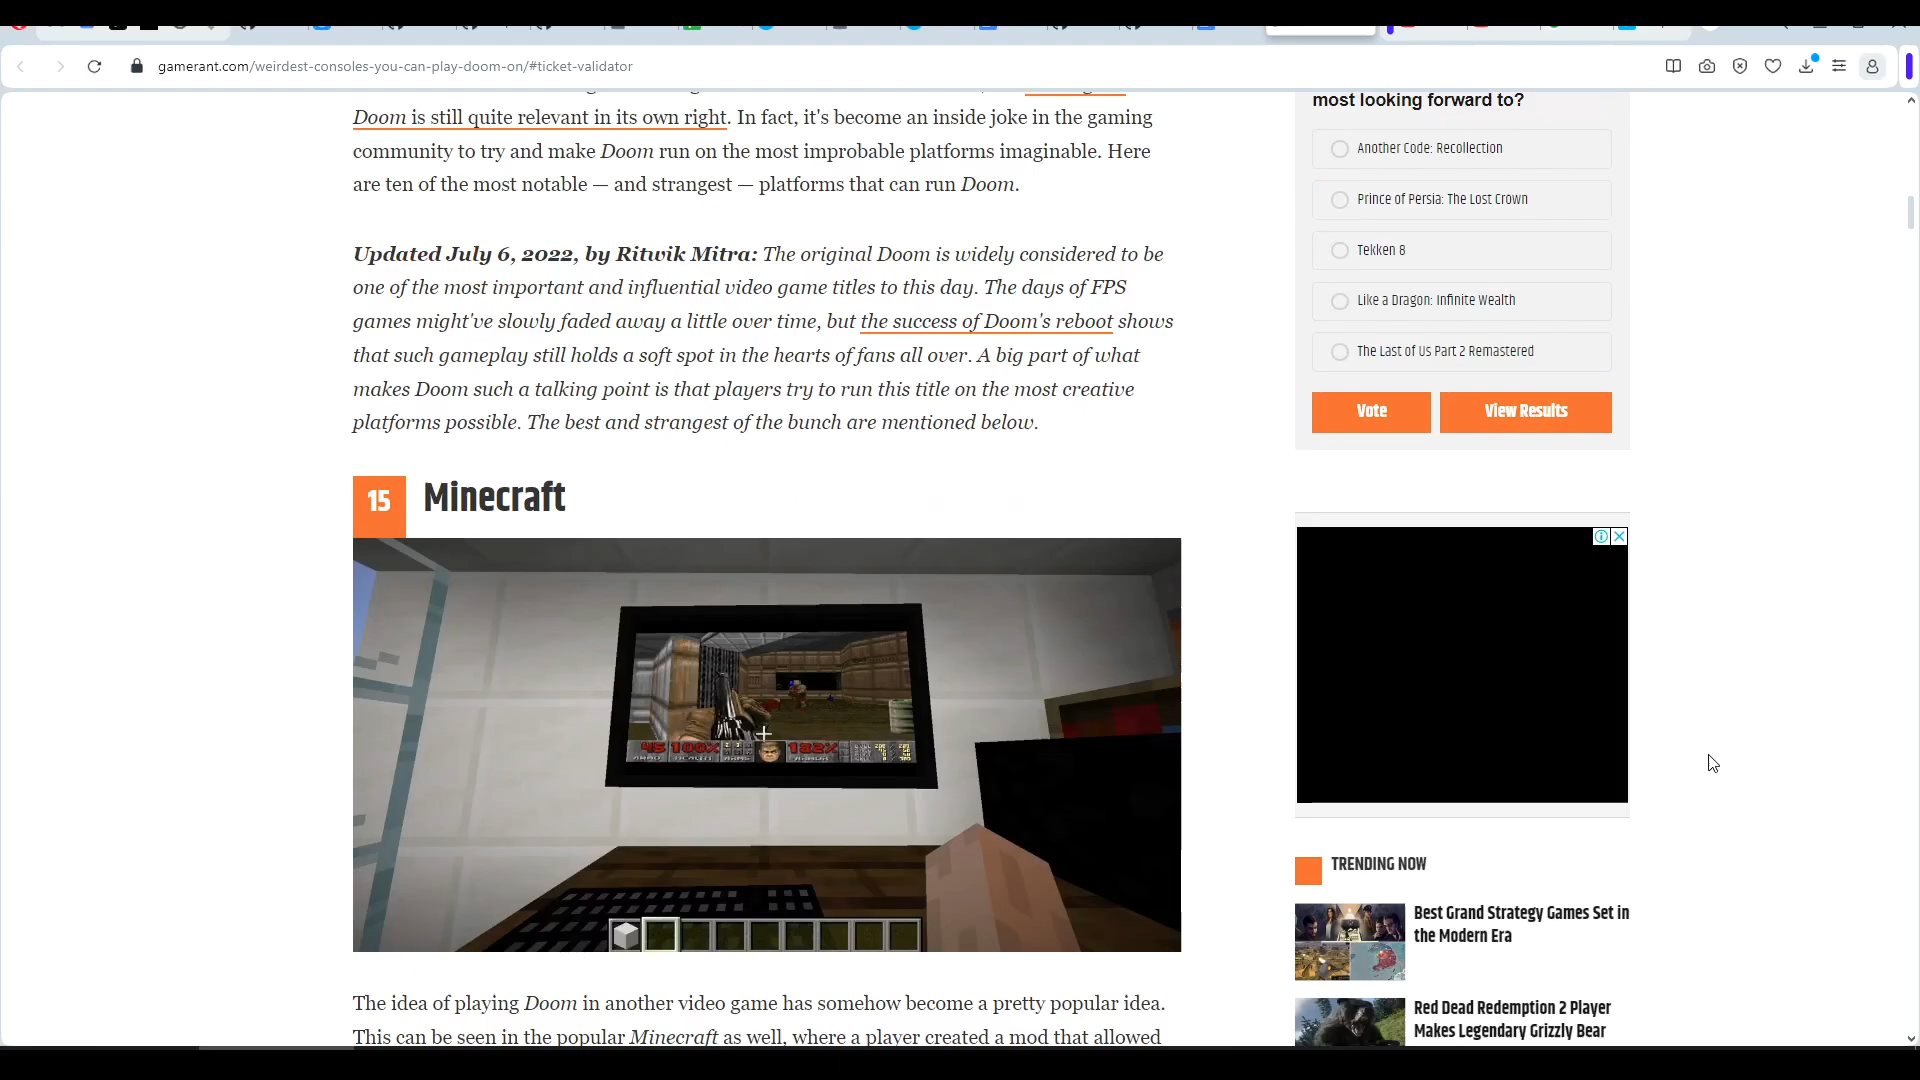 gamerant.com/weirdest-consoles-you-can-play-doom-on/#ticket-validator
Doom is still quite relevant in its own right. In fact, it's become an inside joke in the gaming
community to try and make Doom run on the most improbable platforms imaginable. Here
are ten of the most notable — and strangest — platforms that can run Doom.
Updated July 6, 2022, by Ritwik Mitra: The original Doom is widely considered to be
one of the most important and influential video game titles to this day. The days of FPS
games might've slowly faded away a little over time, but the success of Doom's reboot shows
that such gameplay still holds a soft spot in the hearts of fans all over. A big part of what
makes Doom such a talking point is that players try to run this title on the most creative
platforms possible. The best and strangest of the bunch are mentioned below.
15 Minecraft
45 100% 182%
AMMO HEALTH ARMS ARMOR
The idea of playing Doom in another video game has somehow become a pretty popular idea.
This can be seen in the popular Minecraft as well, where a player created a mod that allowed
most looking forward to?
Another Code: Recollection
Prince of Persia: The Lost Crown
Tekken 8
Like a Dragon: Infinite Wealth
The Last of Us Part 2 Remastered
Vote
View Results
TRENDING NOW
Best Grand Strategy Games Set in
the Modern Era
Red Dead Redemption 2 Player
Makes Legendary Grizzly Bear